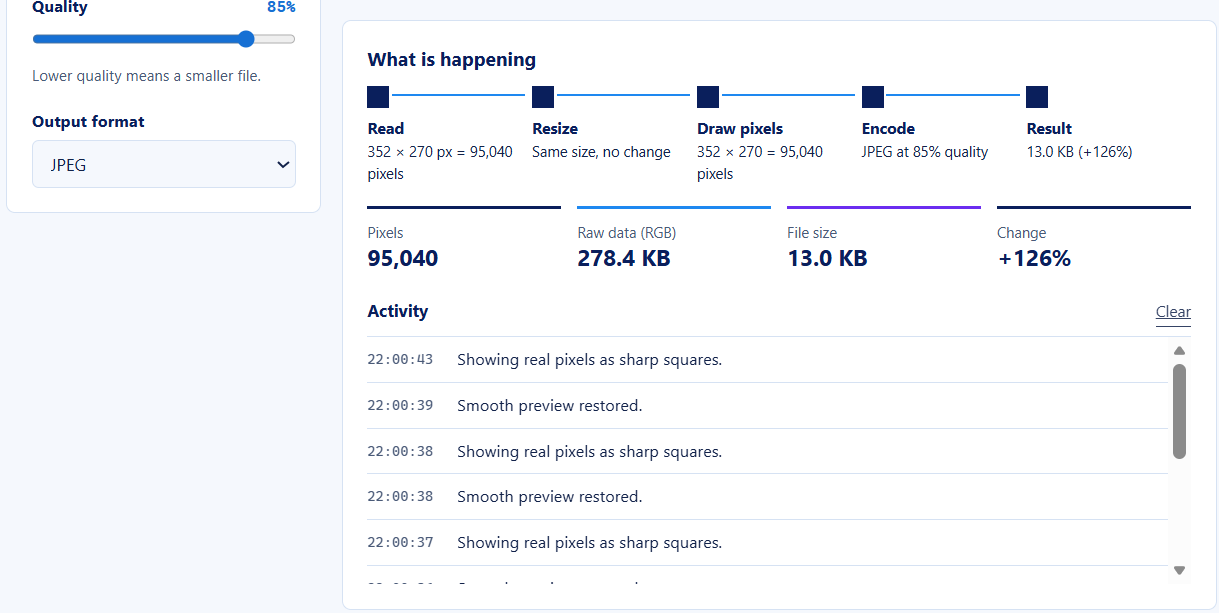 Quality 85%
Lower quality means a smaller file.
Output format
JPEG
What is happening
Read
352 × 270 px = 95,040
pixels
Resize
Same size, no change
Draw pixels
352 × 270 = 95,040
pixels
Encode
JPEG at 85% quality
Result
13.0 KB (+126%)
Pixels
95,040
Raw data (RGB)
278.4 KB
File size
13.0 KB
Change
+126%
Activity Clear
22:00:43 Showing real pixels as sharp squares.
22:00:39 Smooth preview restored.
22:00:38 Showing real pixels as sharp squares.
22:00:38 Smooth preview restored.
22:00:37 Showing real pixels as sharp squares.